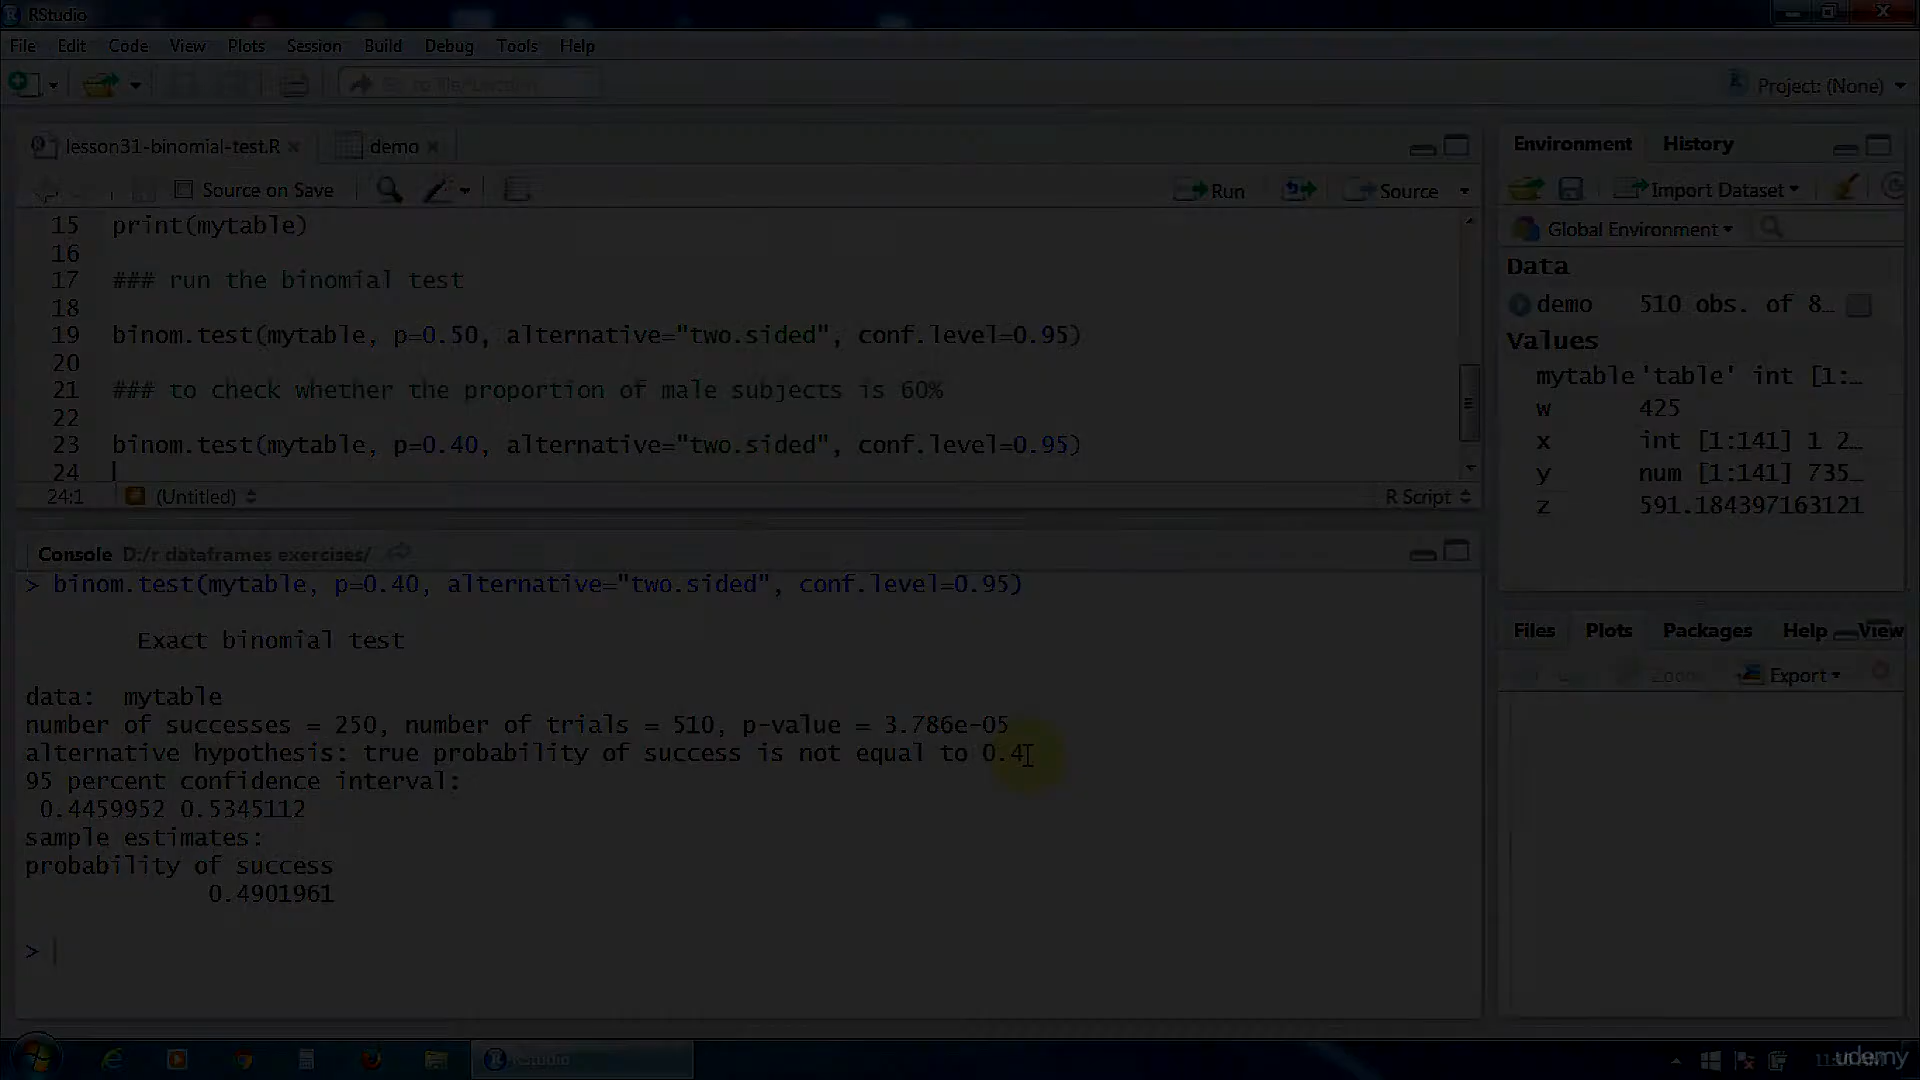 RStudio
File Edit Code View Plots Session Build Debug Tools Help
Go to file/function
Project: (None)
lesson31-binomial-test.R
demo
Source on Save
Run
Source
15 print(mytable)
16
17 ### run the binomial test
18
19 binom.test(mytable, p=0.50, alternative="two.sided", conf.level=0.95)
20
21 ### to check whether the proportion of male subjects is 60%
22
23 binom.test(mytable, p=0.40, alternative="two.sided", conf.level=0.95)
24
24:1 (Untitled) R Script
Console D:/r dataframes exercises/
> binom.test(mytable, p=0.40, alternative="two.sided", conf.level=0.95)
Exact binomial test
data: mytable
number of successes = 250, number of trials = 510, p-value = 3.786e-05
alternative hypothesis: true probability of success is not equal to 0.4
95 percent confidence interval:
0.4459952 0.5345112
sample estimates:
probability of success
0.4901961
>
Environment History
Import Dataset
Global Environment
Data
demo 510 obs. of 8…
Values
mytable 'table' int [1:…
w 425
x int [1:141] 1 2…
y num [1:141] 735…
z 591.184397163121
Files Plots Packages Help View
Zoom Export
RStudio
udemy